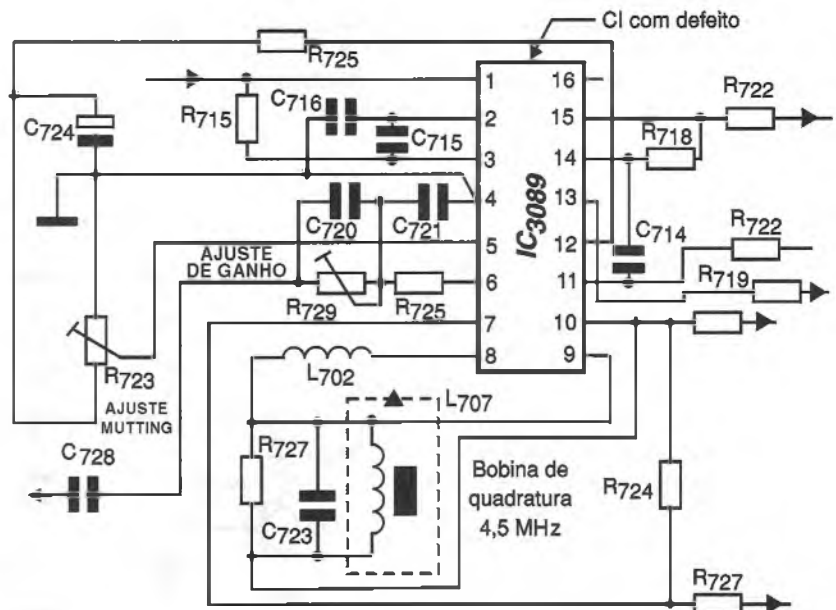 CI com defeito
R725
R715
C716
C715
C724
1
2
3
4
5
6
7
8
16
15
14
13
12
11
10
9
IC3089
R722
R718
C714
R722
R719
C720
C721
AJUSTE
DE GANHO
R729
R725
R723
AJUSTE
MUTTING
L702
L707
C728
R727
C723
Bobina de
quadratura
4,5 MHz
R724
R727